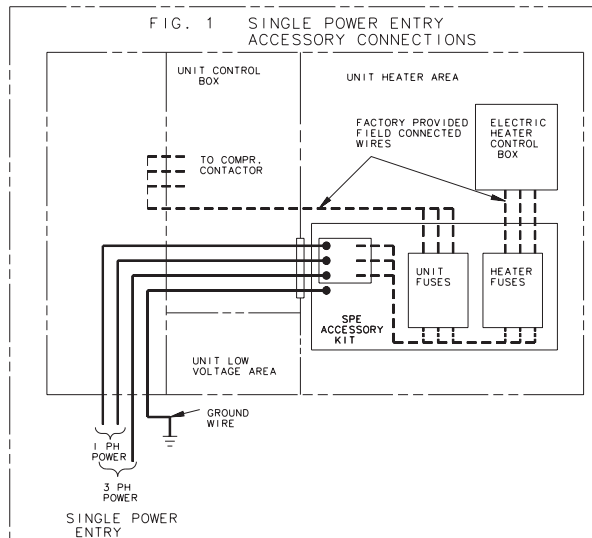 FIG. 1 SINGLE POWER ENTRY
ACCESSORY CONNECTIONS
UNIT CONTROL
BOX
UNIT HEATER AREA
FACTORY PROVIDED
FIELD CONNECTED
WIRES
ELECTRIC
HEATER
CONTROL
BOX
TO COMPR.
CONTACTOR
UNIT
FUSES
HEATER
FUSES
SPE
ACCESSORY
KIT
UNIT LOW
VOLTAGE AREA
GROUND
WIRE
1 PH
POWER
3 PH
POWER
SINGLE POWER
ENTRY